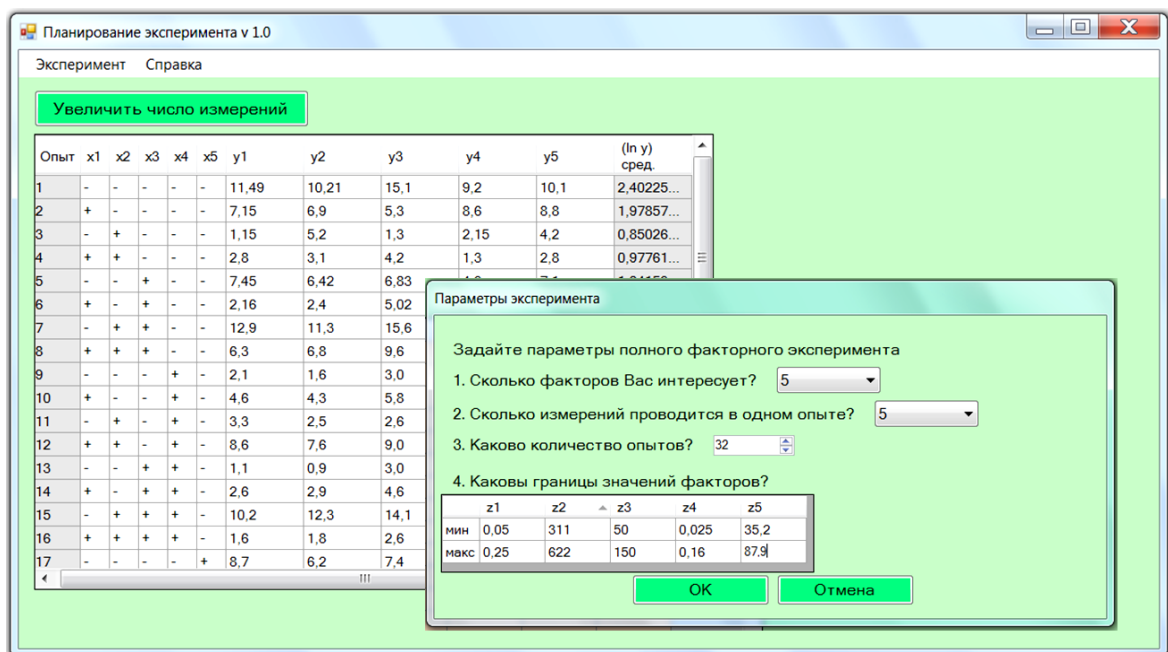 Планирование эксперимента v 1.0
Эксперимент Справка
Увеличить число измерений
Опыт x1 x2 x3 x4 x5 y1 y2 y3 y4 y5 (ln y) сред.
1 - - - - - 11,49 10,21 15,1 9,2 10,1 2,40225...
2 + - - - - 7,15 6,9 5,3 8,6 8,8 1,97857...
3 - + - - - 1,15 5,2 1,3 2,15 4,2 0,85026...
4 + + - - - 2,8 3,1 4,2 1,3 2,8 0,97761...
5 - - + - - 7,45 6,42 6,83
6 + - + - - 2,16 2,4 5,02
7 - + + - - 12,9 11,3 15,6
8 + + + - - 6,3 6,8 9,6
9 - - - + - 2,1 1,6 3,0
10 + - - + - 4,6 4,3 5,8
11 - + - + - 3,3 2,5 2,6
12 + + - + - 8,6 7,6 9,0
13 - - + + - 1,1 0,9 3,0
14 + - + + - 2,6 2,9 4,6
15 - + + + - 10,2 12,3 14,1
16 + + + + - 1,6 1,8 2,6
17 - - - - + 8,7 6,2 7,4
Параметры эксперимента
Задайте параметры полного факторного эксперимента
1. Сколько факторов Вас интересует? 5
2. Сколько измерений проводится в одном опыте? 5
3. Каково количество опытов? 32
4. Каковы границы значений факторов?
z1 z2 z3 z4 z5
мин 0,05 311 50 0,025 35,2
макс 0,25 622 150 0,16 87,9
OK Отмена